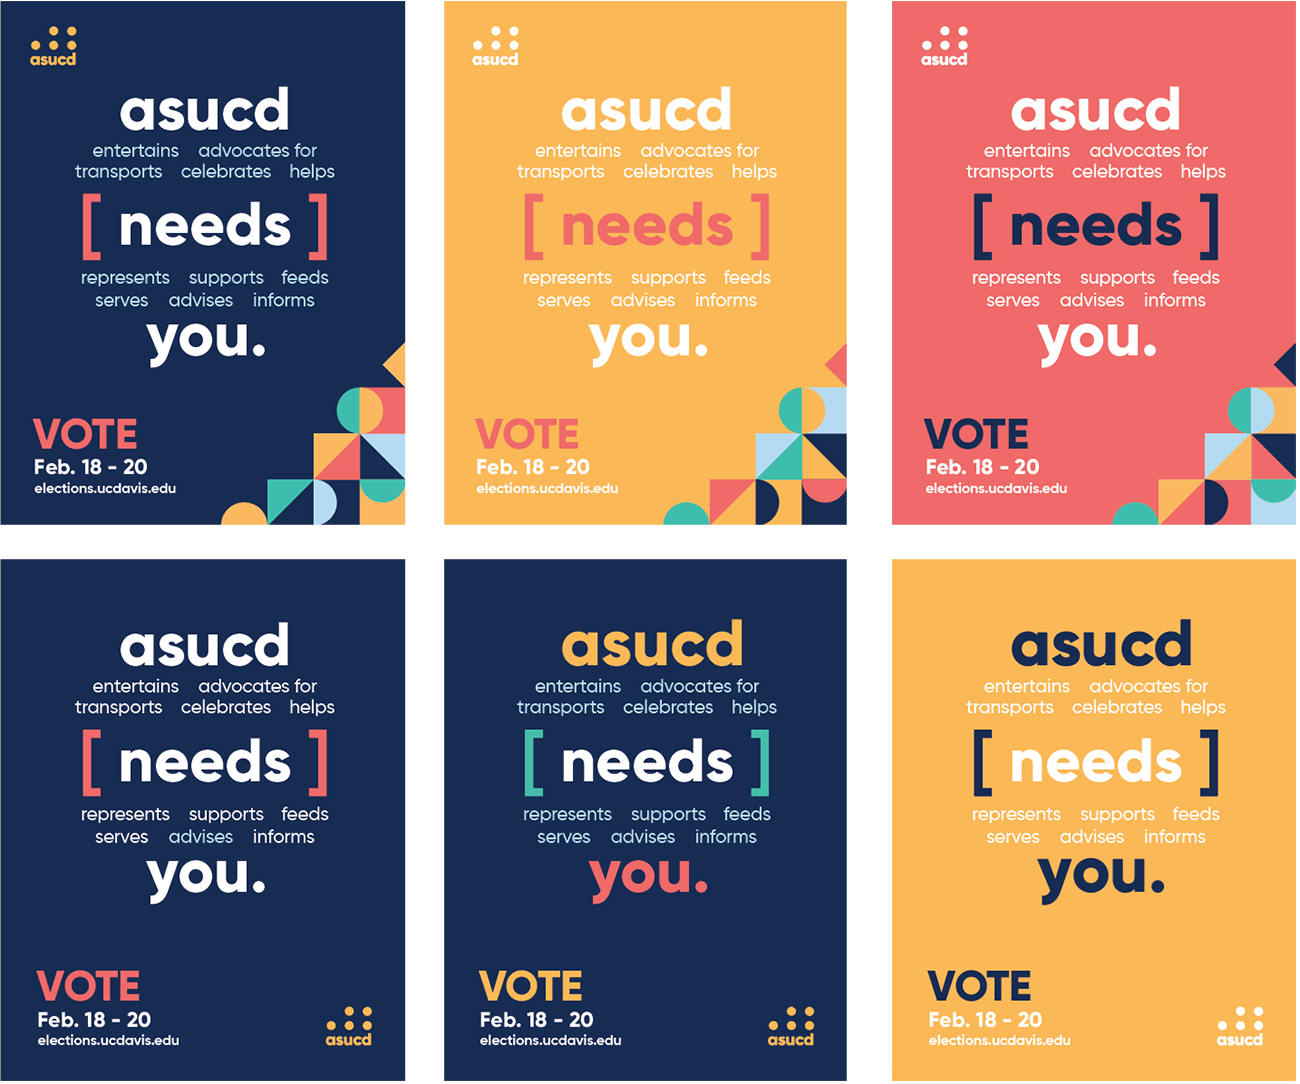 asucd
asucd
entertains advocates for
transports celebrates helps
[ needs ]
represents supports feeds
serves advises informs
you.
VOTE
Feb. 18 - 20
elections.ucdavis.edu
asucd
asucd
entertains advocates for
transports celebrates helps
[ needs ]
represents supports feeds
serves advises informs
you.
VOTE
Feb. 18 - 20
elections.ucdavis.edu
asucd
asucd
entertains advocates for
transports celebrates helps
[ needs ]
represents supports feeds
serves advises informs
you.
VOTE
Feb. 18 - 20
elections.ucdavis.edu
asucd
entertains advocates for
transports celebrates helps
[ needs ]
represents supports feeds
serves advises informs
you.
VOTE
Feb. 18 - 20
elections.ucdavis.edu
asucd
asucd
entertains advocates for
transports celebrates helps
[ needs ]
represents supports feeds
serves advises informs
you.
VOTE
Feb. 18 - 20
elections.ucdavis.edu
asucd
asucd
entertains advocates for
transports celebrates helps
[ needs ]
represents supports feeds
serves advises informs
you.
VOTE
Feb. 18 - 20
elections.ucdavis.edu
asucd